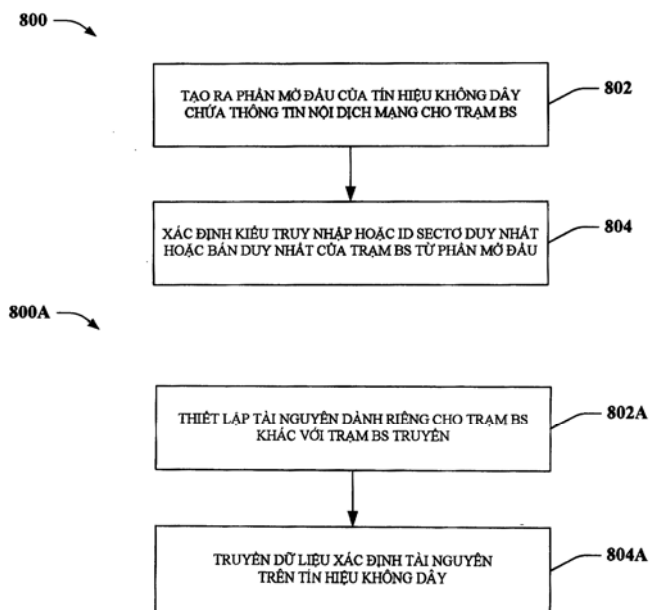 800
TẠO RA PHẦN MỞ ĐẦU CỦA TÍN HIỆU KHÔNG DÂY
CHỨA THÔNG TIN NỘI DỊCH MẠNG CHO TRẠM BS
802
XÁC ĐỊNH KIỂU TRUY NHẬP HOẶC ID SECTƠ DUY NHẤT
HOẶC BÁN DUY NHẤT CỦA TRẠM BS TỪ PHẦN MỞ ĐẦU
804
800A
THIẾT LẬP TÀI NGUYÊN DÀNH RIÊNG CHO TRẠM BS
KHÁC VỚI TRẠM BS TRUYỀN
802A
TRUYỀN DỮ LIỆU XÁC ĐỊNH TÀI NGUYÊN
TRÊN TÍN HIỆU KHÔNG DÂY
804A